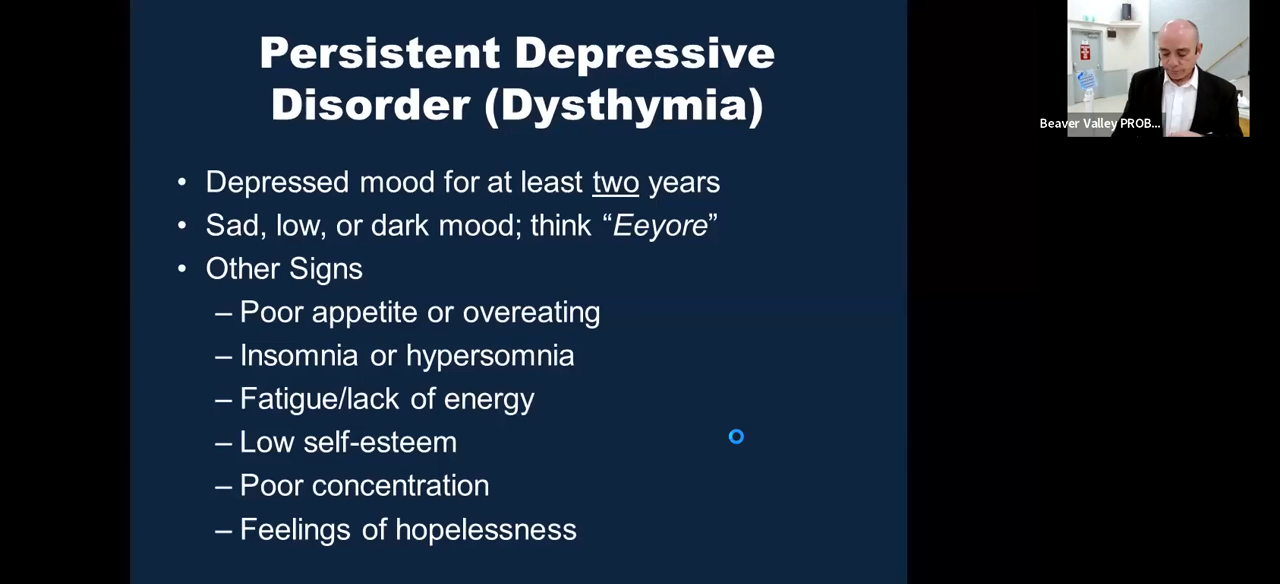 Persistent Depressive
Disorder (Dysthymia)
• Depressed mood for at least two years
• Sad, low, or dark mood; think “Eeyore”
• Other Signs
– Poor appetite or overeating
– Insomnia or hypersomnia
– Fatigue/lack of energy
– Low self-esteem
– Poor concentration
– Feelings of hopelessness
Beaver Valley PROB...